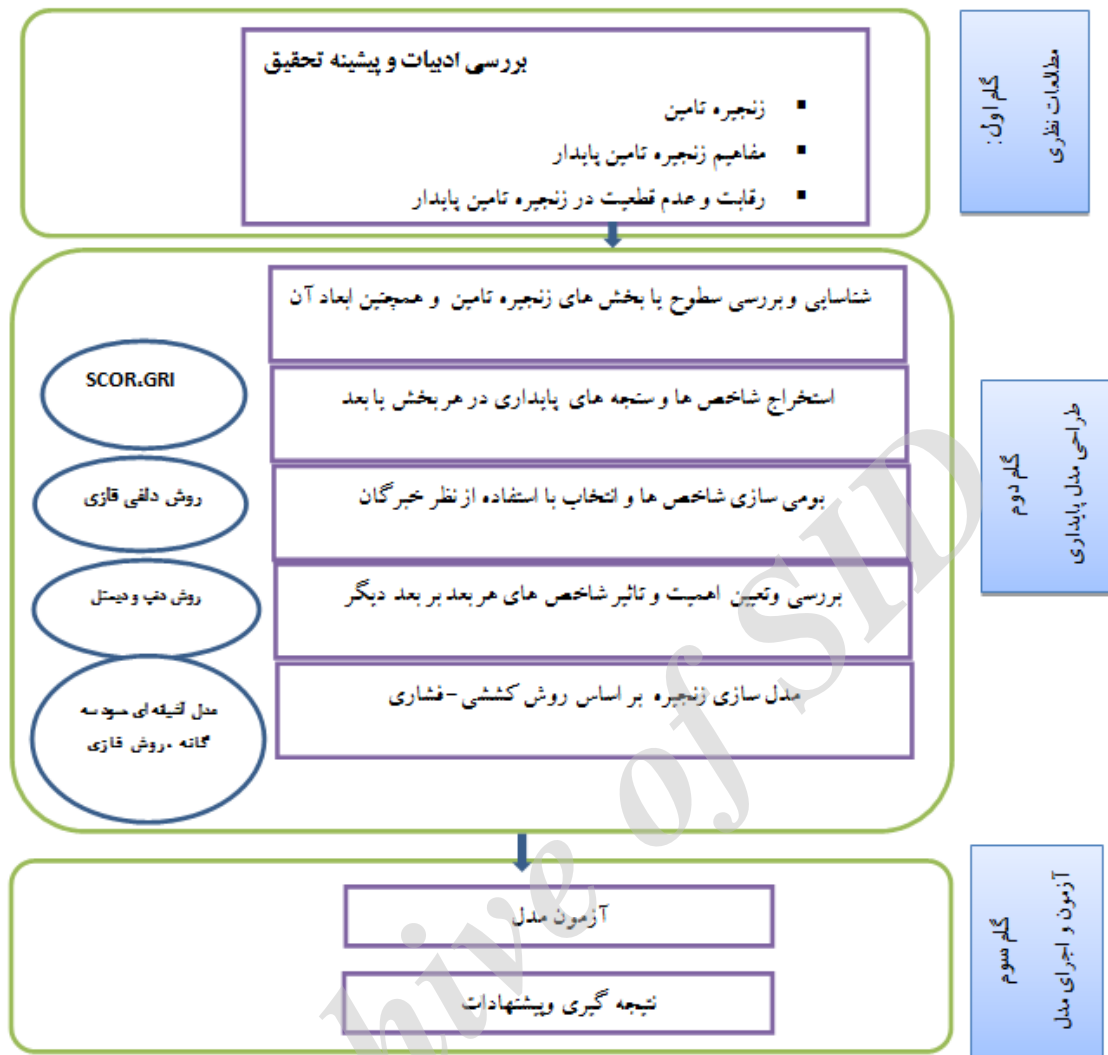 بررسی ادبیات و پیشینه تحقیق
▪ زنجیره تامین
▪ مفاهیم زنجیره تامین پایدار
▪ رقابت و عدم قطعیت در زنجیره تامین پایدار
گام اول:
مطالعات نظری
شناسایی و بررسی سطوح یا بخش های زنجیره تامین و همچنین ابعاد آن
استخراج شاخص ها و سنجه های پایداری در هر بخش یا بعد
SCOR،GRI
بومی سازی شاخص ها و انتخاب با استفاده از نظر خبرگان
روش دلفی فازی
بررسی وتعیین اهمیت و تاثیر شاخص های هر بعد بر بعد دیگر
روش دنپ و دیمتل
مدل سازی زنجیره بر اساس روش کششی-فشاری
مدل آشیانه ای سود سه
گانه ، روش فازی
گام دوم
طراحی مدل پایداری
آزمون مدل
نتیجه گیری وپیشنهادات
گام سوم
آزمون و اجرای مدل
hive of SID